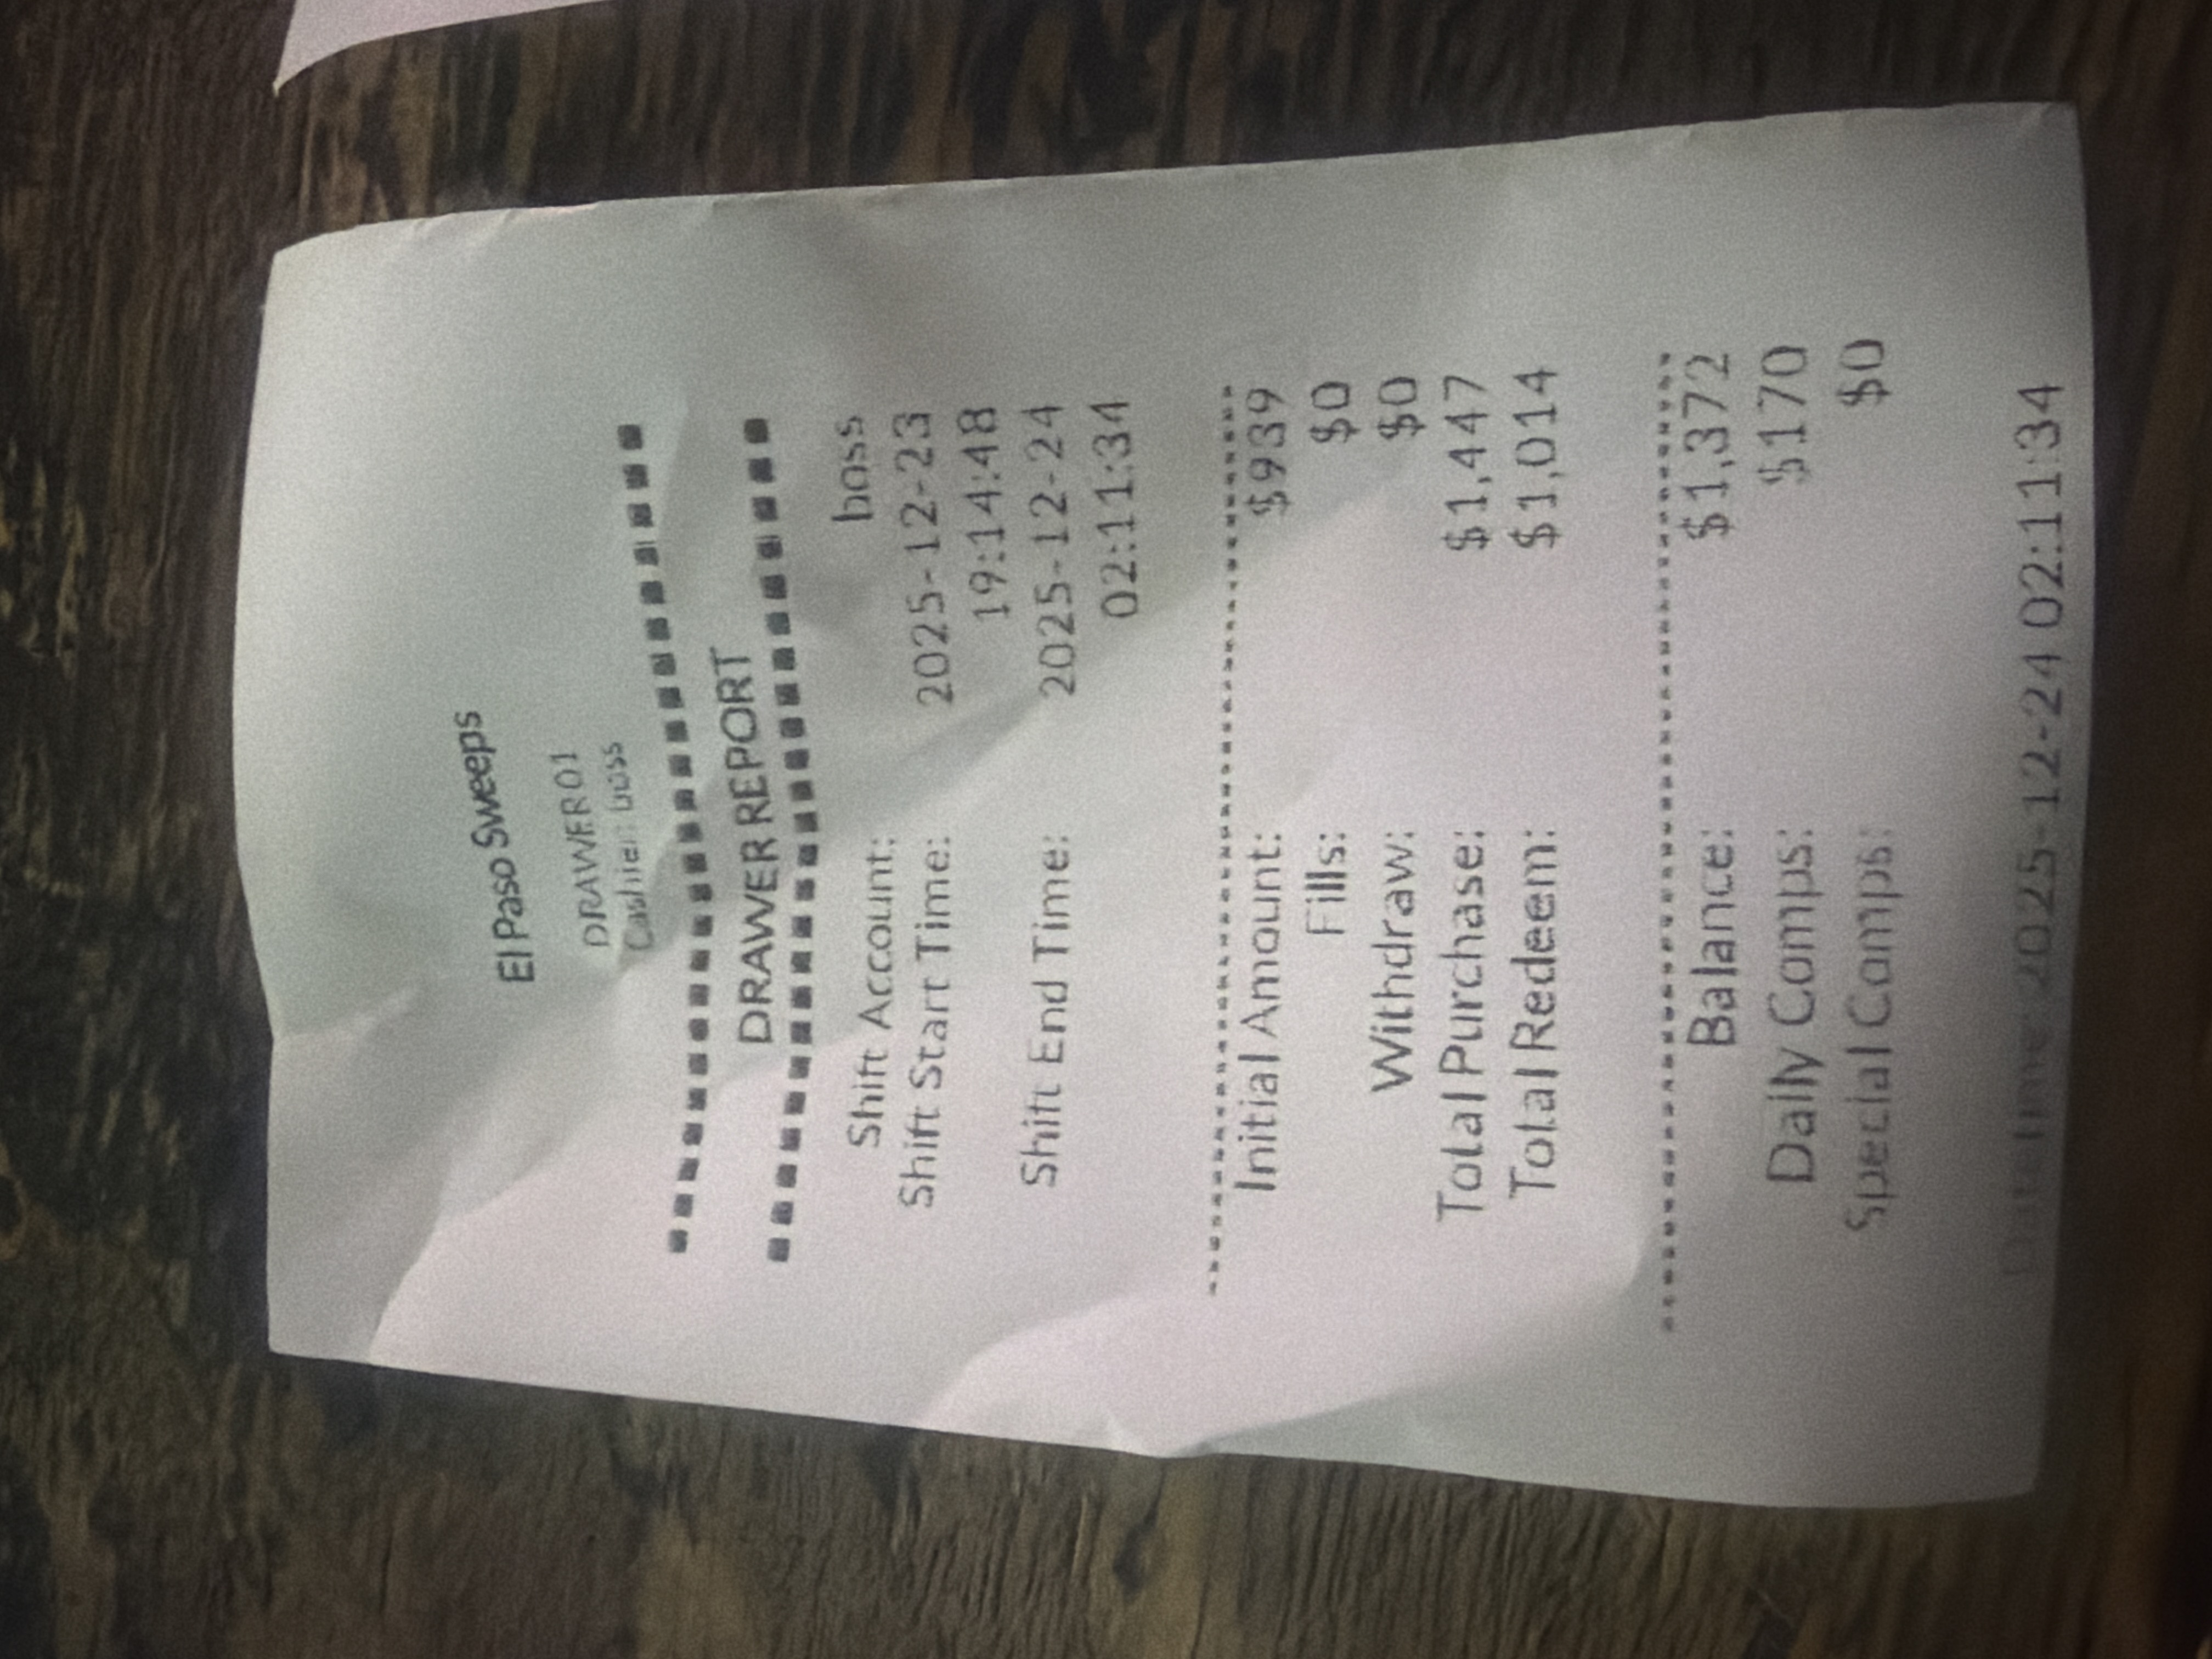 El Paso Sweeps
DRAWER01
Cashier: boss
DRAWER REPORT
Shift Account: boss
Shift Start Time: 2025-12-23
19:14:48
Shift End Time: 2025-12-24
02:11:34
Initial Amount: $939
Fills: $0
Withdraw: $0
Total Purchase: $1,447
Total Redeem: $1,014
Balance: $1,372
Daily Comps: $170
Special Comps: $0
Time 2025-12-24 02:11:34